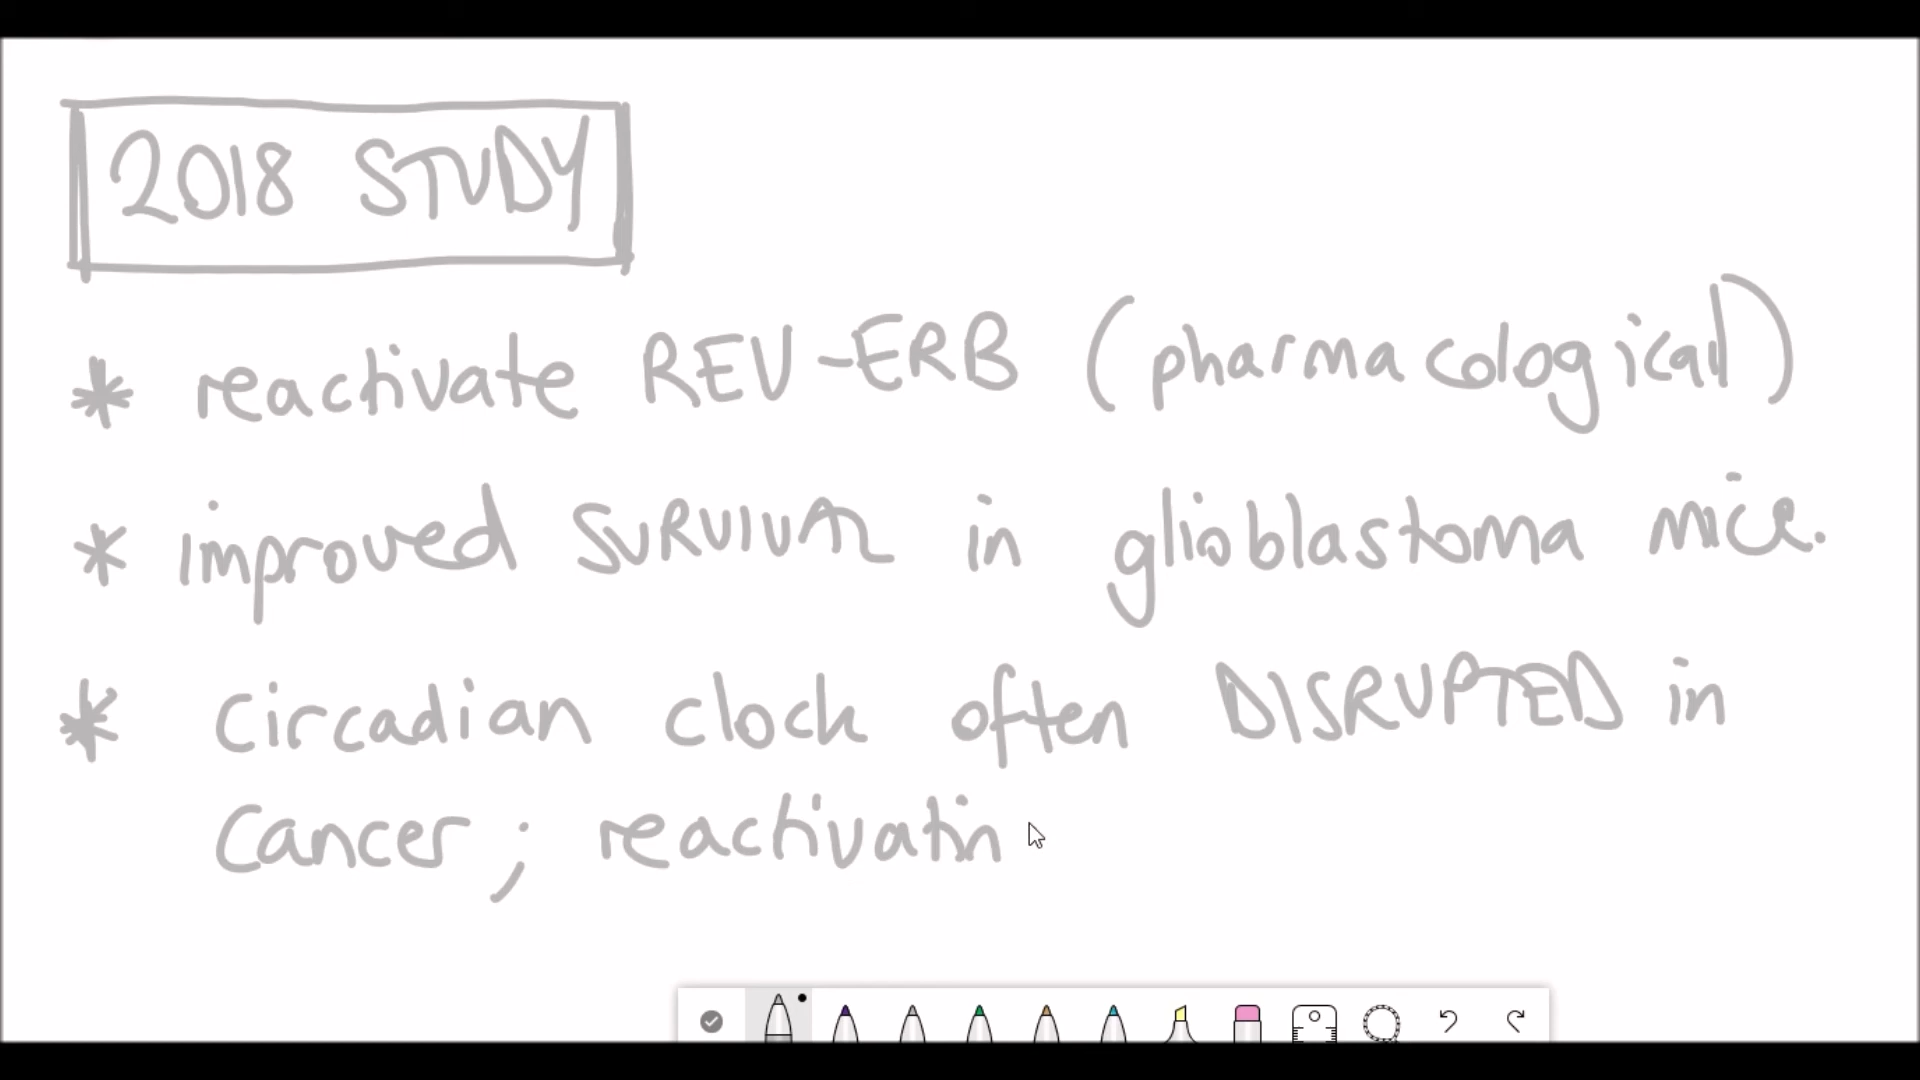 2018 STUDY
* reactivate REV-ERB (pharmacological)
* improved SURVIVAL in glioblastoma mice.
* circadian clock often DISRUPTED in
cancer; reactivatin